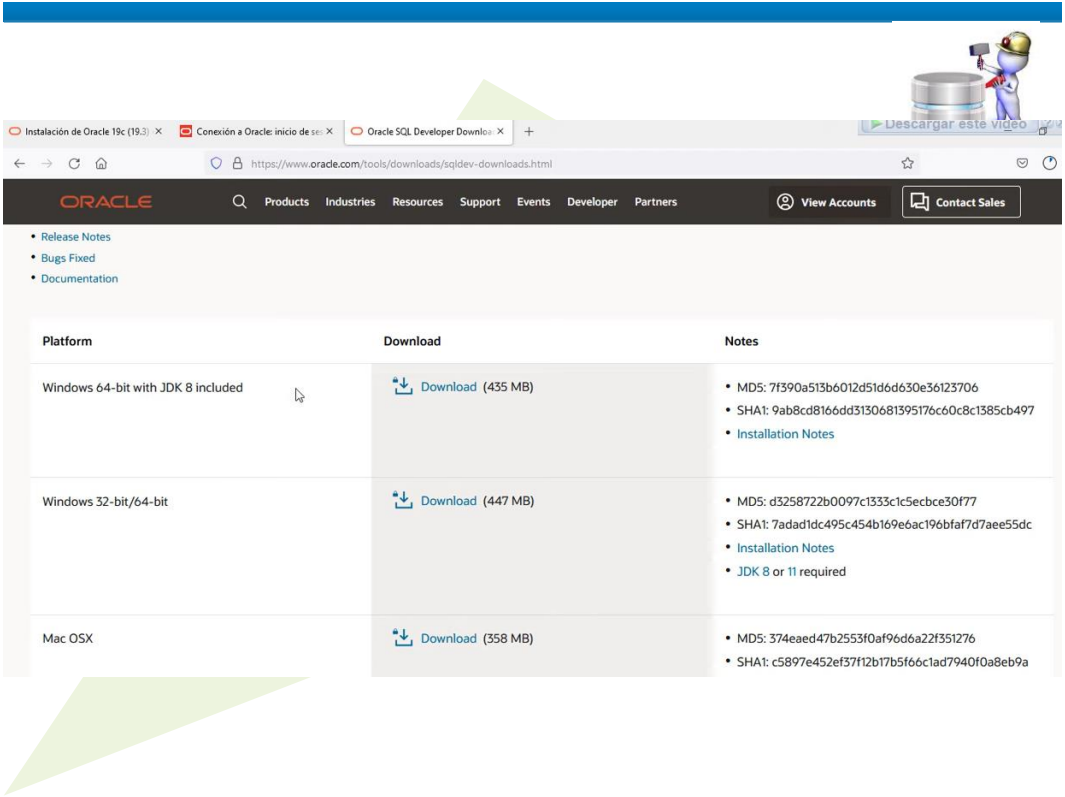 Descargar este video
Instalación de Oracle 19c (19.3)
Conexión a Oracle: inicio de se
Oracle SQL Developer Downloa
https://www.oracle.com/tools/downloads/sqldev-downloads.html
ORACLE
Products Industries Resources Support Events Developer Partners
View Accounts
Contact Sales
• Release Notes
• Bugs Fixed
• Documentation
Platform Download Notes
Windows 64-bit with JDK 8 included
Download (435 MB)
• MD5: 7f390a513b6012d51d6d630e36123706
• SHA1: 9ab8cd8166dd3130681395176c60c8c1385cb497
• Installation Notes
Windows 32-bit/64-bit
Download (447 MB)
• MD5: d3258722b0097c1333c1c5ecbce30f77
• SHA1: 7adad1dc495c454b169e6ac196bfaf7d7aee55dc
• Installation Notes
• JDK 8 or 11 required
Mac OSX
Download (358 MB)
• MD5: 374eaed47b2553f0af96d6a22f351276
• SHA1: c5897e452ef37f12b17b5f66c1ad7940f0a8eb9a